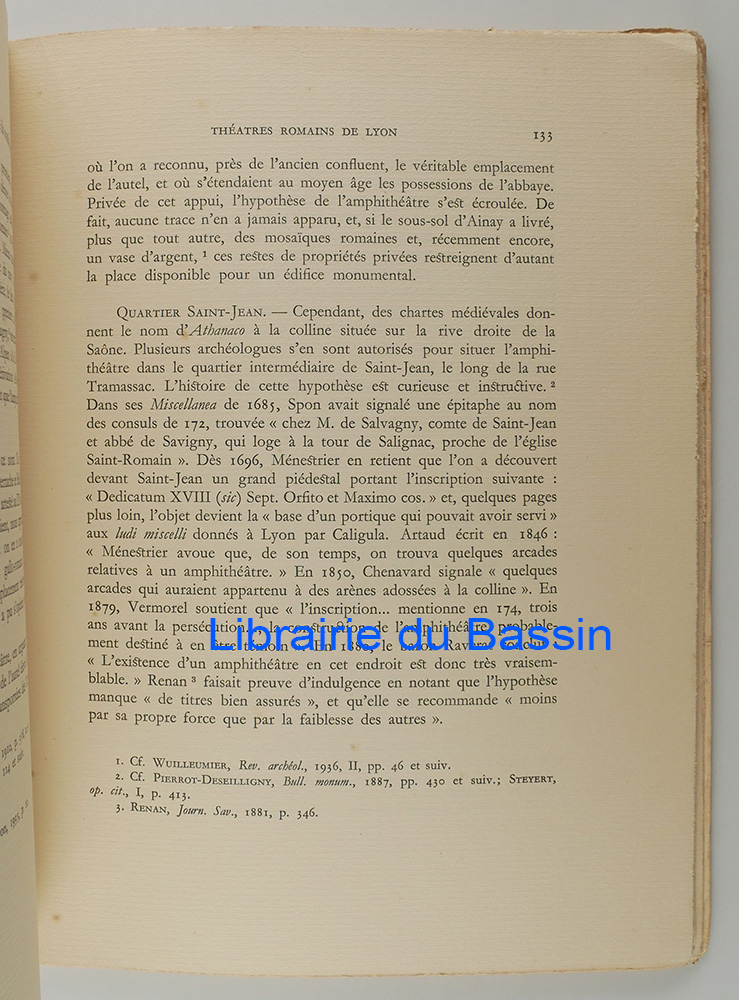 THÉATRES ROMAINS DE LYON 133
où l'on a reconnu, près de l'ancien confluent, le véritable emplacement
de l'autel, et où s'étendaient au moyen âge les possessions de l'abbaye.
Privée de cet appui, l'hypothèse de l'amphithéâtre s'est écroulée. De
fait, aucune trace n'en a jamais apparu, et, si le sous-sol d'Ainay a livré,
plus que tout autre, des mosaïques romaines et, récemment encore,
un vase d'argent, ¹ ces restes de propriétés privées restreignent d'autant
la place disponible pour un édifice monumental.
QUARTIER SAINT-JEAN. — Cependant, des chartes médiévales don-
nent le nom d'Athanaco à la colline située sur la rive droite de la
Saône. Plusieurs archéologues s'en sont autorisés pour situer l'amphi-
théâtre dans le quartier intermédiaire de Saint-Jean, le long de la rue
Tramassac. L'histoire de cette hypothèse est curieuse et instructive. ²
Dans ses Miscellanea de 1685, Spon avait signalé une épitaphe au nom
des consuls de 172, trouvée « chez M. de Salvagny, comte de Saint-Jean
et abbé de Savigny, qui loge à la tour de Salignac, proche de l'église
Saint-Romain ». Dès 1696, Ménestrier en retient que l'on a découvert
devant Saint-Jean un grand piédestal portant l'inscription suivante :
« Dedicatum XVIII (sic) Sept. Orfito et Maximo cos. » et, quelques pages
plus loin, l'objet devient la « base d'un portique qui pouvait avoir servi »
aux ludi miscelli donnés à Lyon par Caligula. Artaud écrit en 1846 :
« Ménestrier avoue que, de son temps, on trouva quelques arcades
relatives à un amphithéâtre. » En 1850, Chenavard signale « quelques
arcades qui auraient appartenu à des arènes adossées à la colline ». En
1879, Vermorel soutient que « l'inscription... mentionne en 174, trois
ans avant la persécution, la construction de l'amphithéâtre probable-
ment destiné à en être témoin ». En le baron Raverat conclut :
« L'existence d'un amphithéâtre en cet endroit est donc très vraisem-
blable. » Renan ³ faisait preuve d'indulgence en notant que l'hypothèse
manque « de titres bien assurés », et qu'elle se recommande « moins
par sa propre force que par la faiblesse des autres ».
Librairie du Bassin
1. Cf. WUILLEUMIER, Rev. archéol., 1936, II, pp. 46 et suiv.
2. Cf. PIERROT-DESEILLIGNY, Bull. monum., 1887, pp. 430 et suiv.; STEYERT,
op. cit., I, p. 413.
3. RENAN, Journ. Sav., 1881, p. 346.